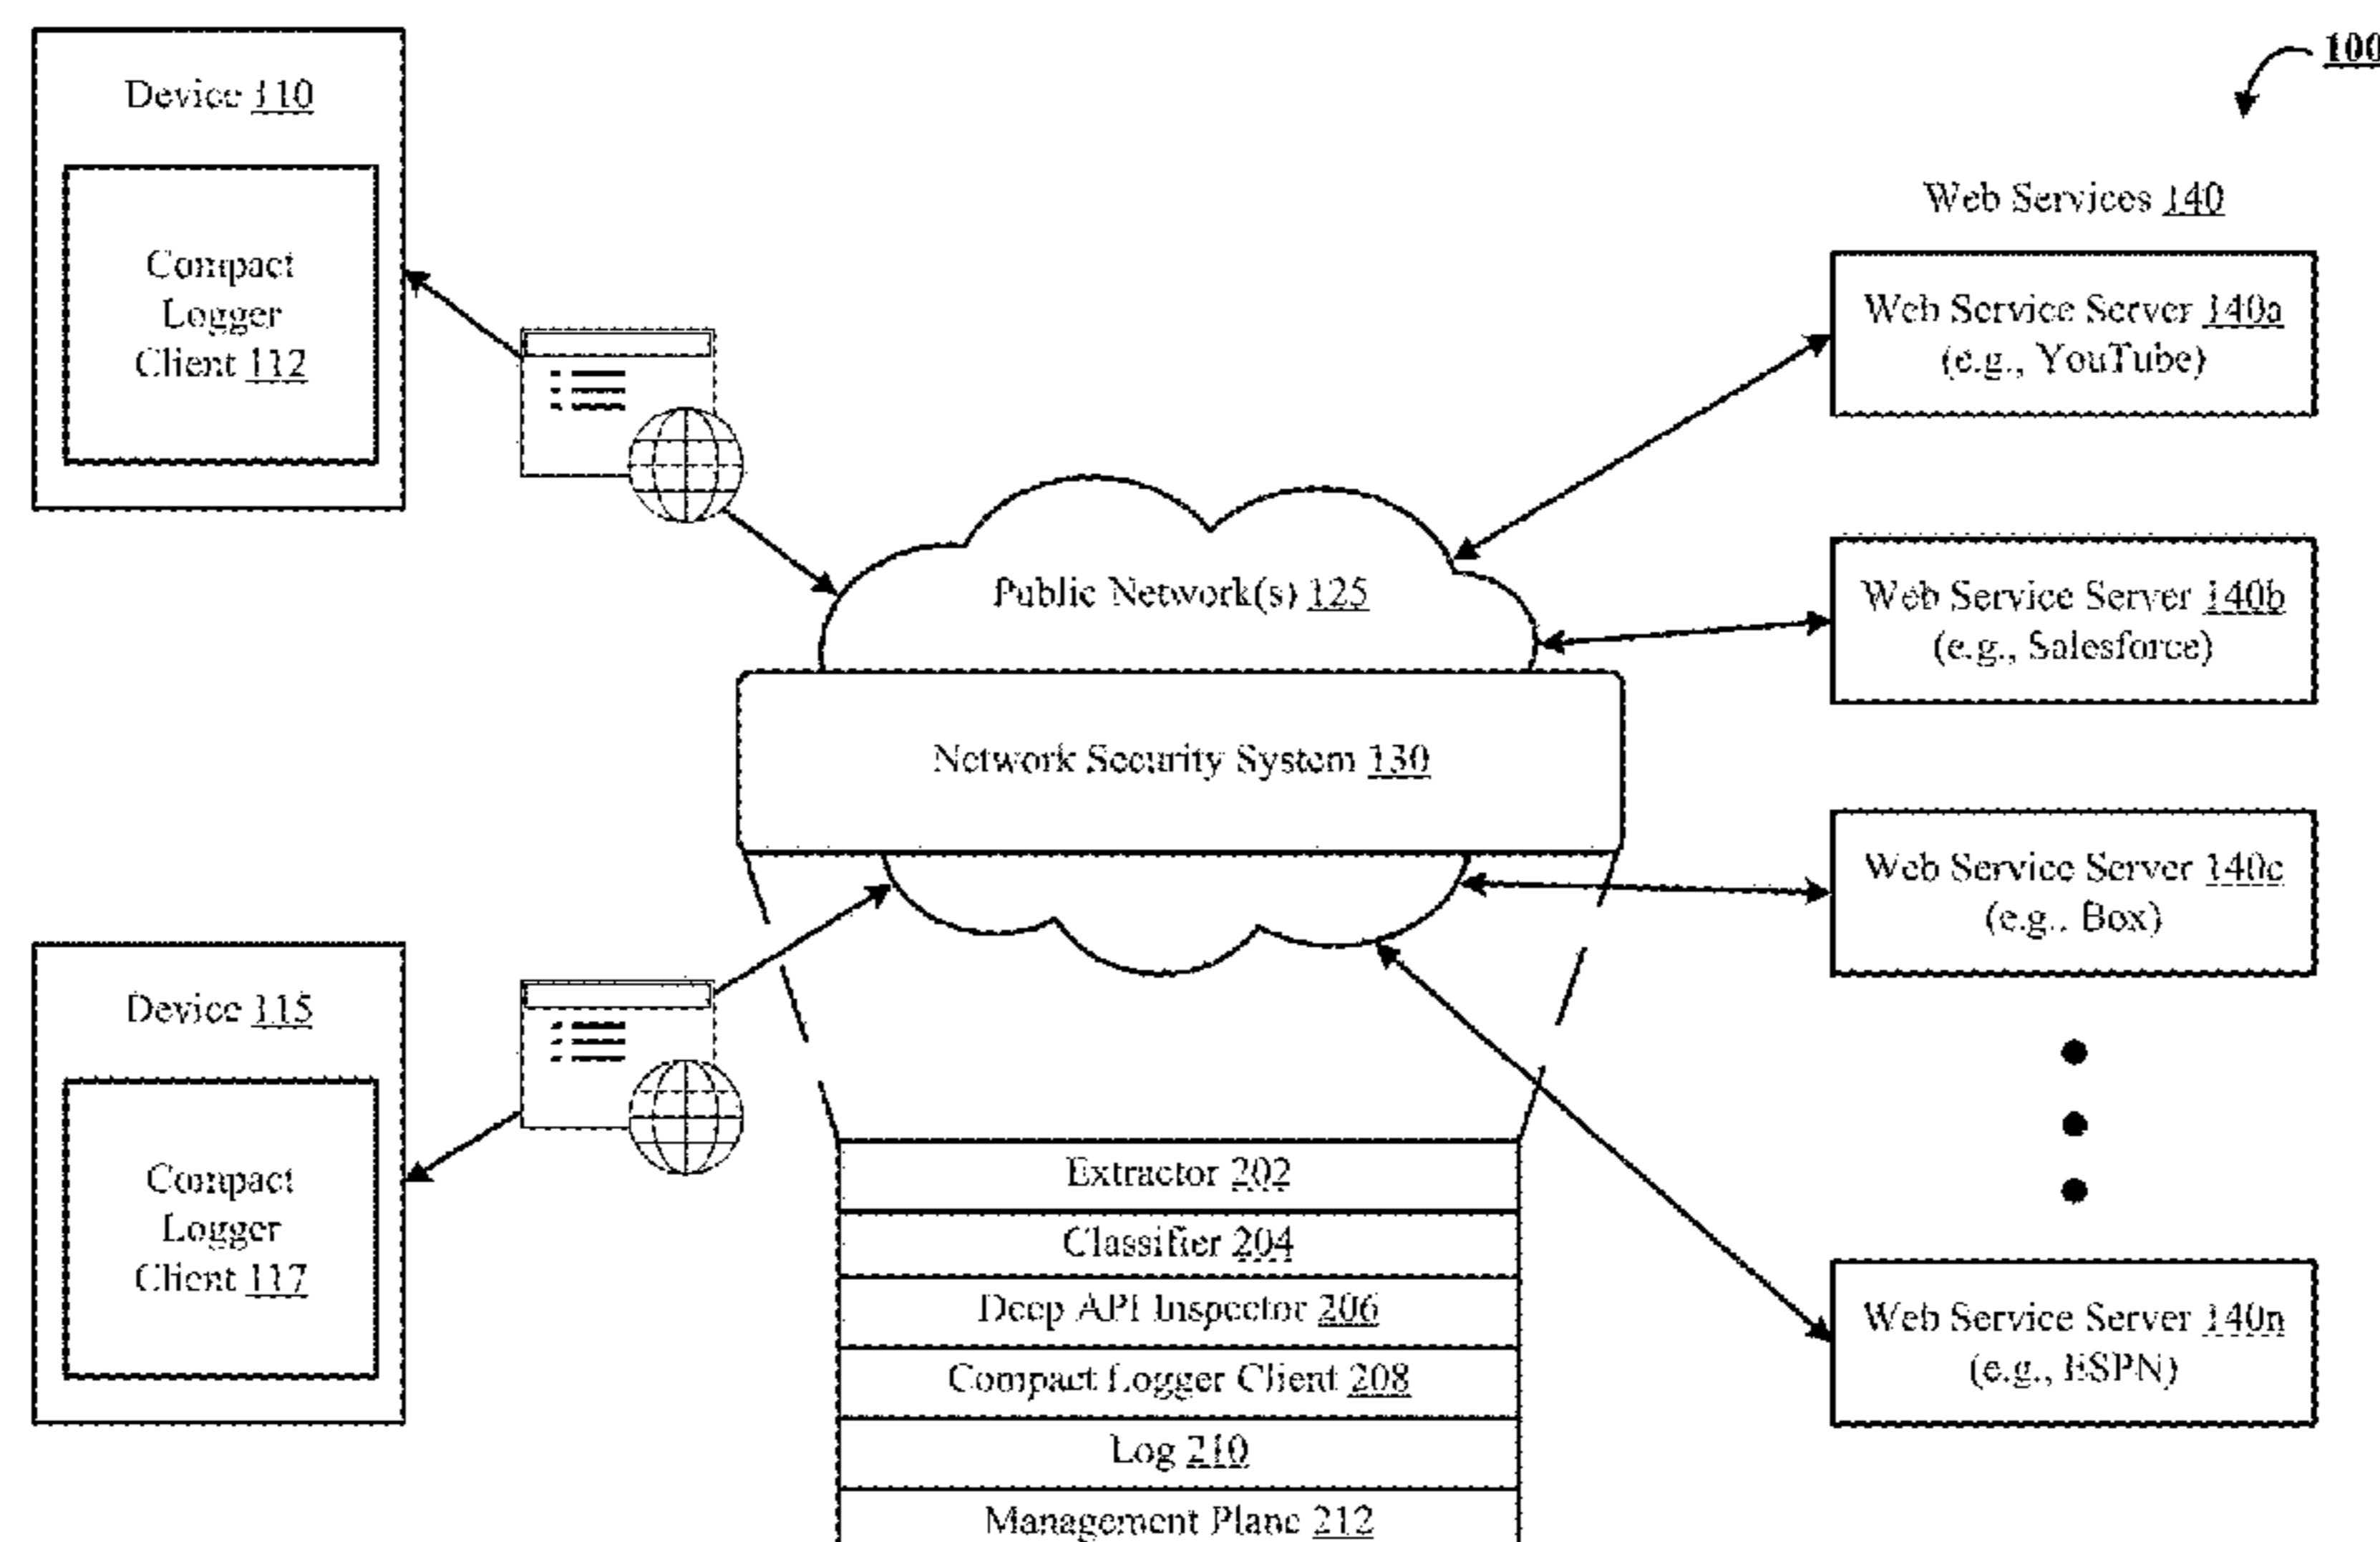 100
Device 110
Compact
Logger
Client 112
Web Services 140
Web Service Server 140a
(e.g., YouTube)
Public Network(s) 125
Web Service Server 140b
(e.g., Salesforce)
Network Security System 130
Web Service Server 140c
(e.g., Box)
Device 115
Compact
Logger
Client 117
Extractor 202
Classifier 204
Deep API Inspector 206
Compact Logger Client 208
Log 210
Management Plane 212
Web Service Server 140n
(e.g., ESPN)